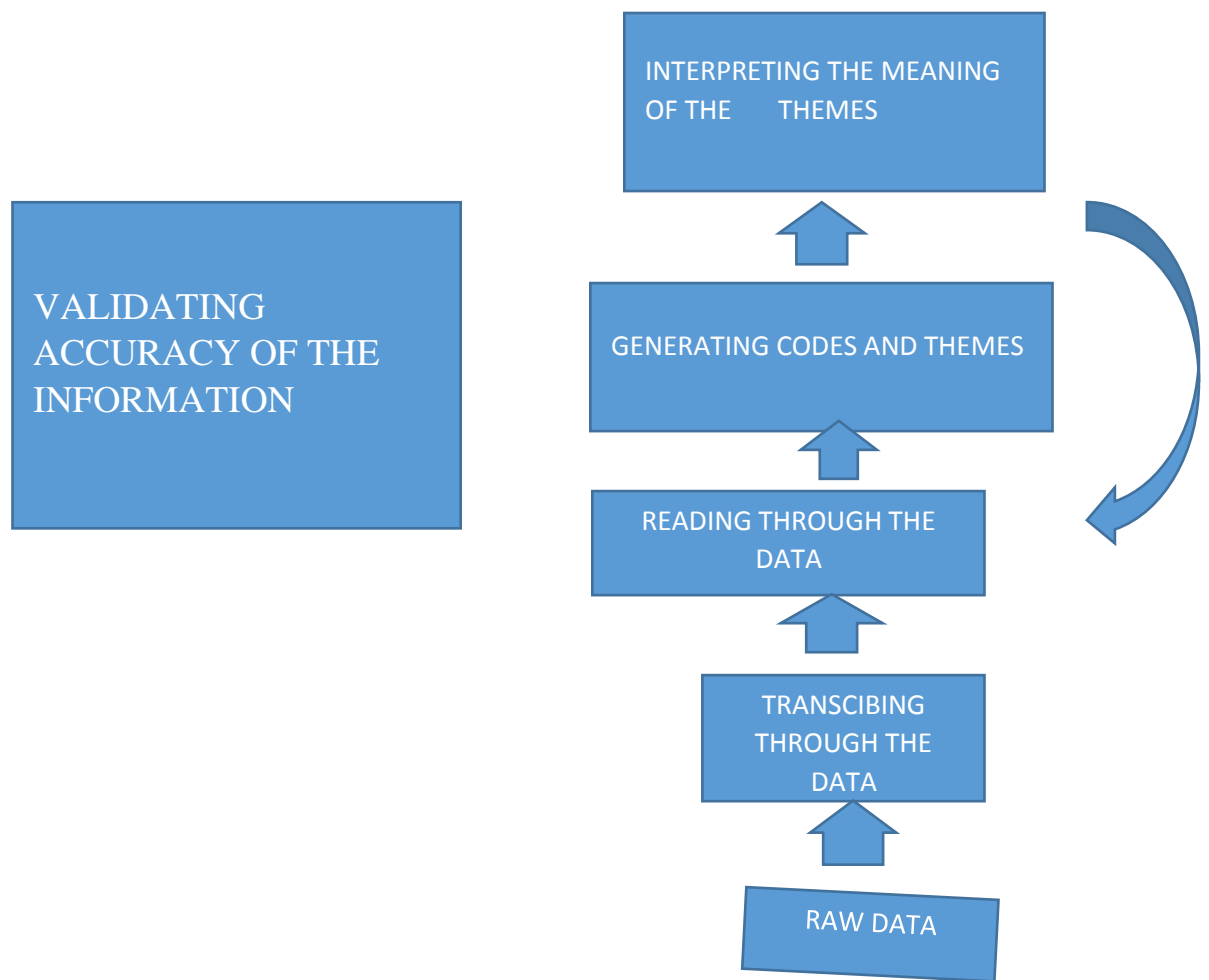 INTERPRETING THE MEANING
OF THE THEMES
VALIDATING
ACCURACY OF THE
INFORMATION
GENERATING CODES AND THEMES
READING THROUGH THE
DATA
TRANSCIBING
THROUGH THE
DATA
RAW DATA